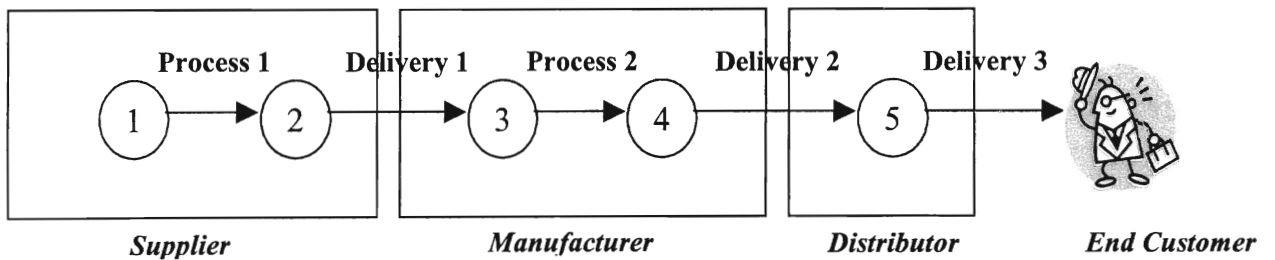 Process 1 Delivery 1 Process 2 Delivery 2 Delivery 3
1 2 3 4 5
Supplier Manufacturer Distributor End Customer